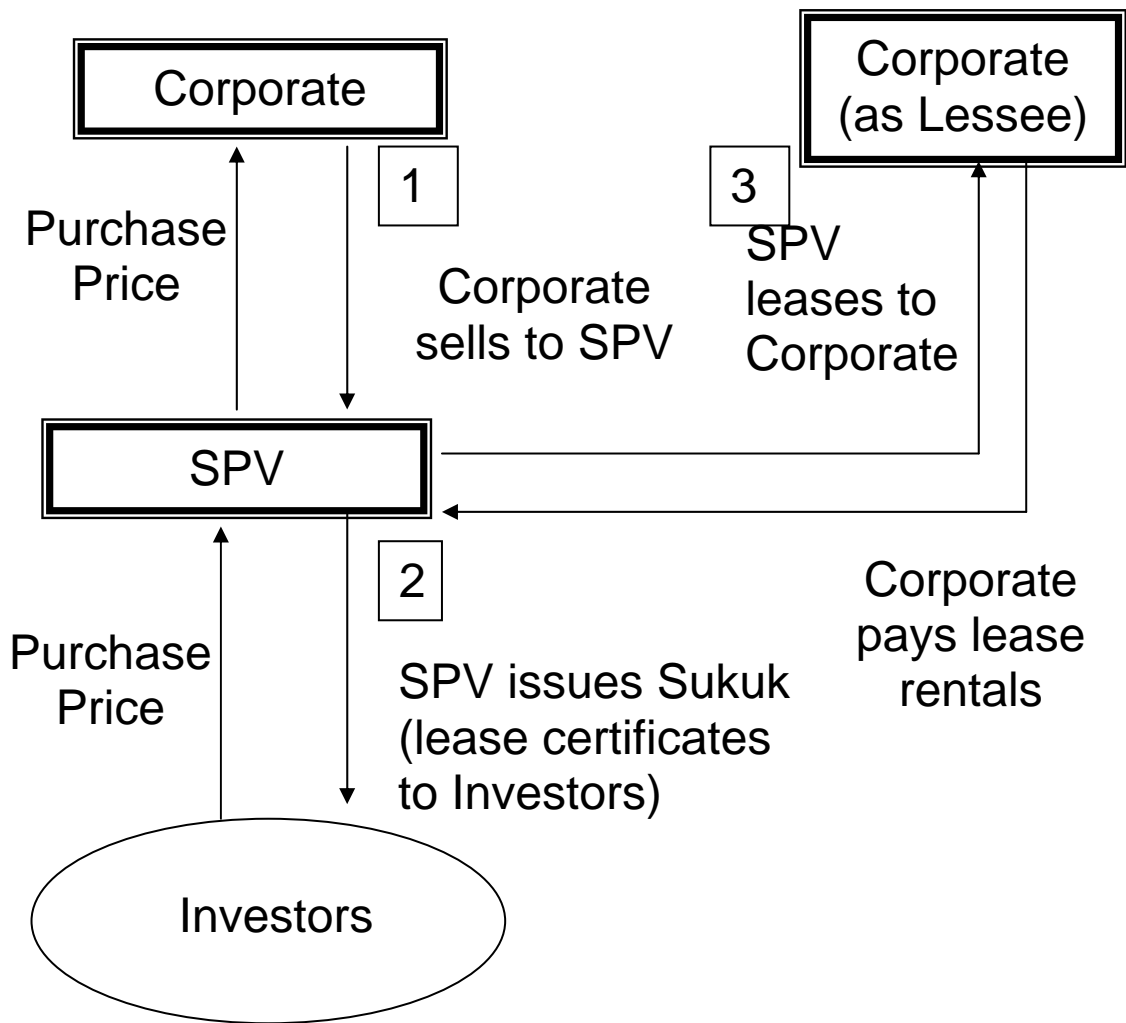 Corporate
Corporate
(as Lessee)
1
3
Purchase
Price
Corporate
sells to SPV
SPV
leases to
Corporate
SPV
2
Purchase
Price
SPV issues Sukuk
(lease certificates
to Investors)
Corporate
pays lease
rentals
Investors